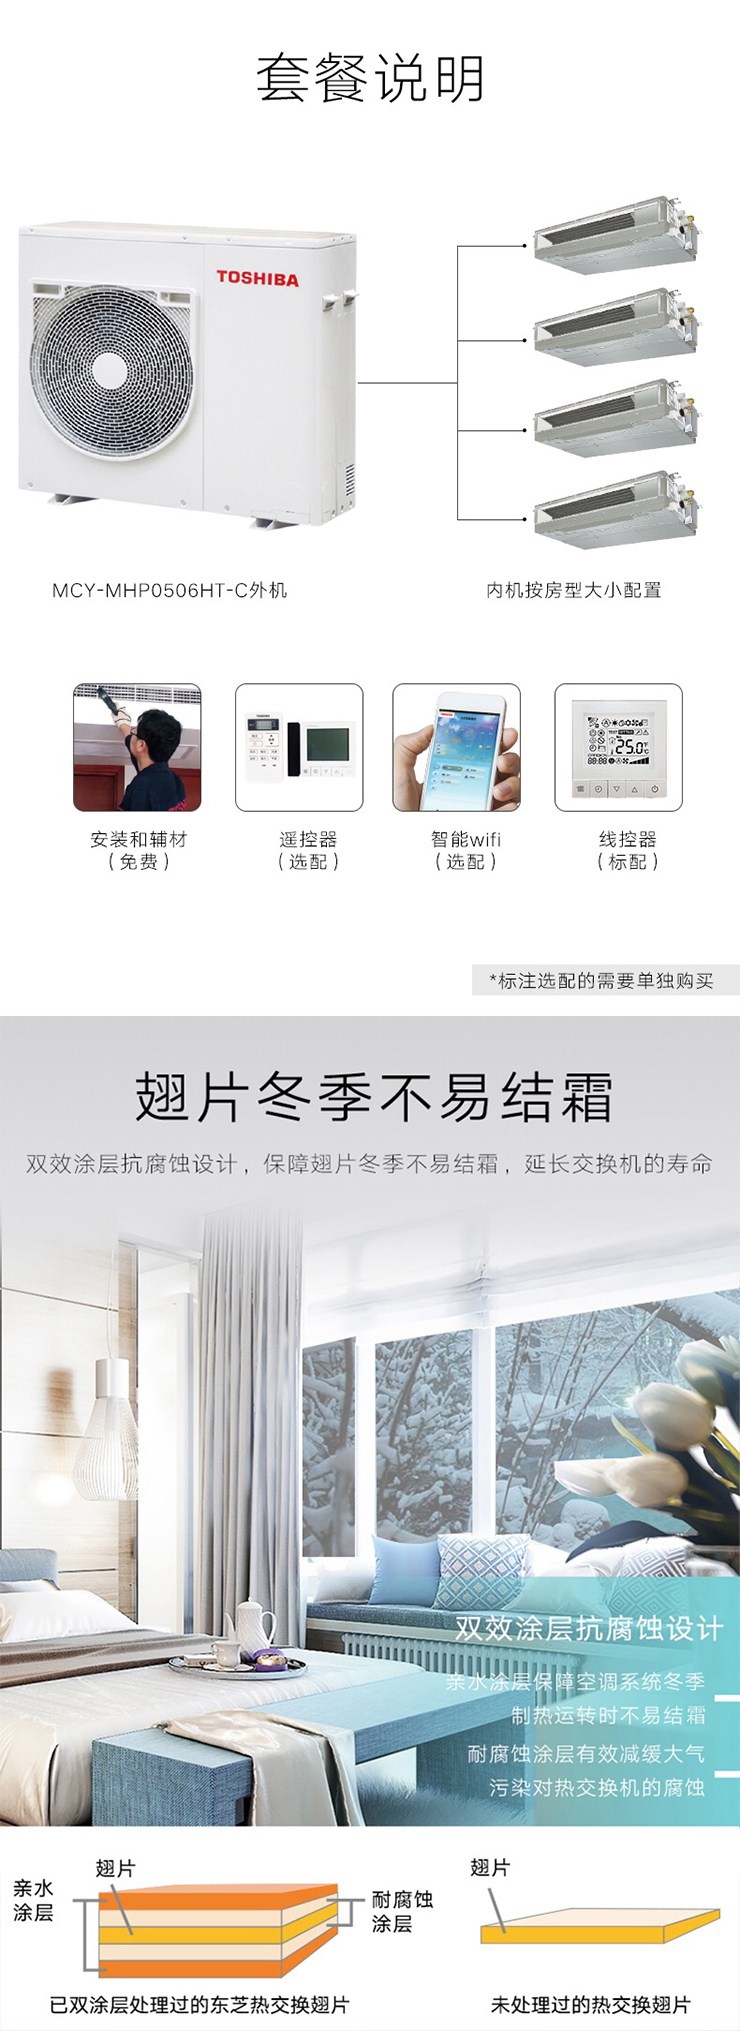 套餐说明
TOSHIBA
MCY-MHP0506HT-C外机
内机按房型大小配置
安装和辅材
(免费)
遥控器
(选配)
智能wifi
(选配)
25.0
线控器
(标配)
*标注选配的需要单独购买
翅片冬季不易结霜
双效涂层抗腐蚀设计，保障翅片冬季不易结霜，延长交换机的寿命
双效涂层抗腐蚀设计
亲水涂层保障空调系统冬季
制热运转时不易结霜
耐腐蚀涂层有效减缓大气
污染对热交换机的腐蚀
翅片
亲水
涂层
耐腐蚀
涂层
已双涂层处理过的东芝热交换翅片
翅片
未处理过的热交换翅片